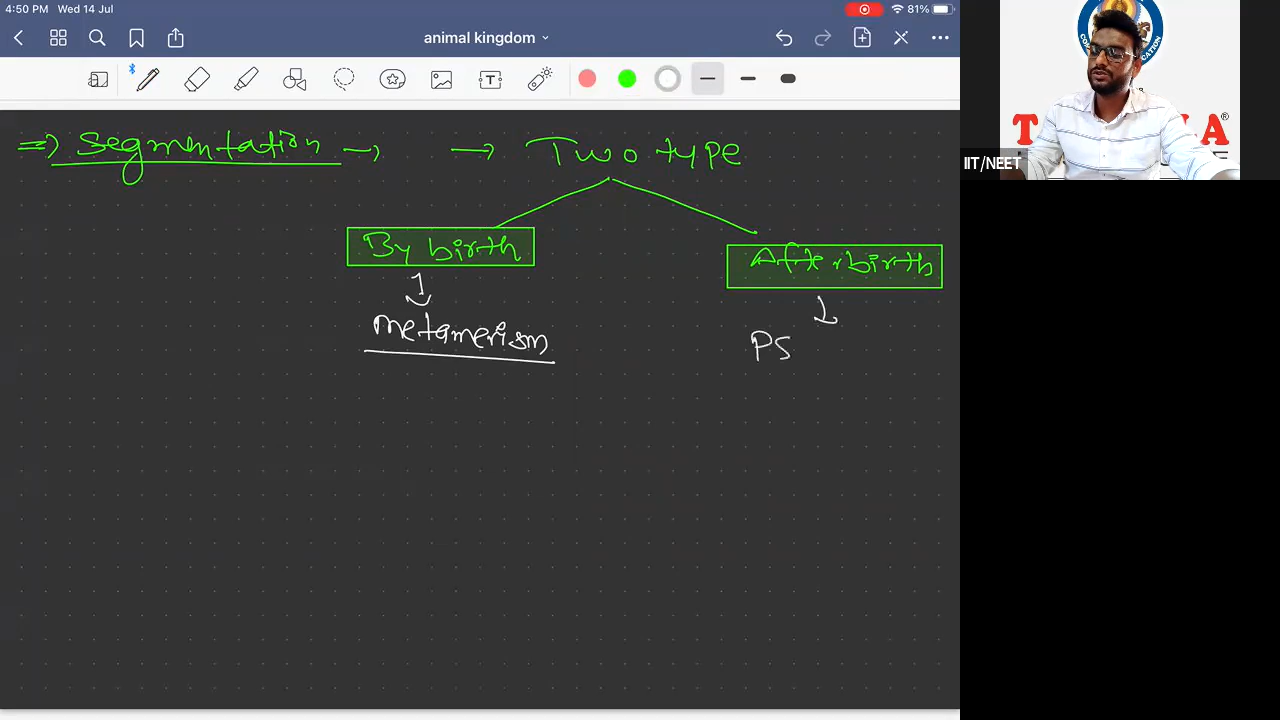 4:50 PM Wed 14 Jul
81%
animal kingdom
T A®
IIT/NEET
E
=> Segmentation → → Two type
By birth
After birth
metamerism
PS